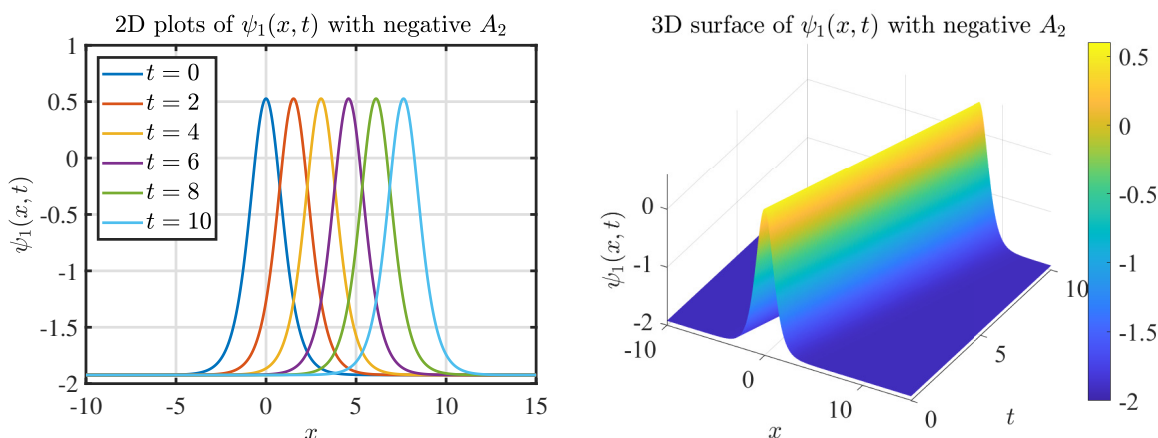 2D plots of ψ₁(x, t) with negative A₂
1
0.5
0
-0.5
-1
-1.5
-2
ψ₁(x, t)
t = 0
t = 2
t = 4
t = 6
t = 8
t = 10
-10
-5
0
5
10
15
x
3D surface of ψ₁(x, t) with negative A₂
0
-1
-2
ψ₁(x, t)
-10
0
10
x
0
5
10
t
0.5
0
-0.5
-1
-1.5
-2